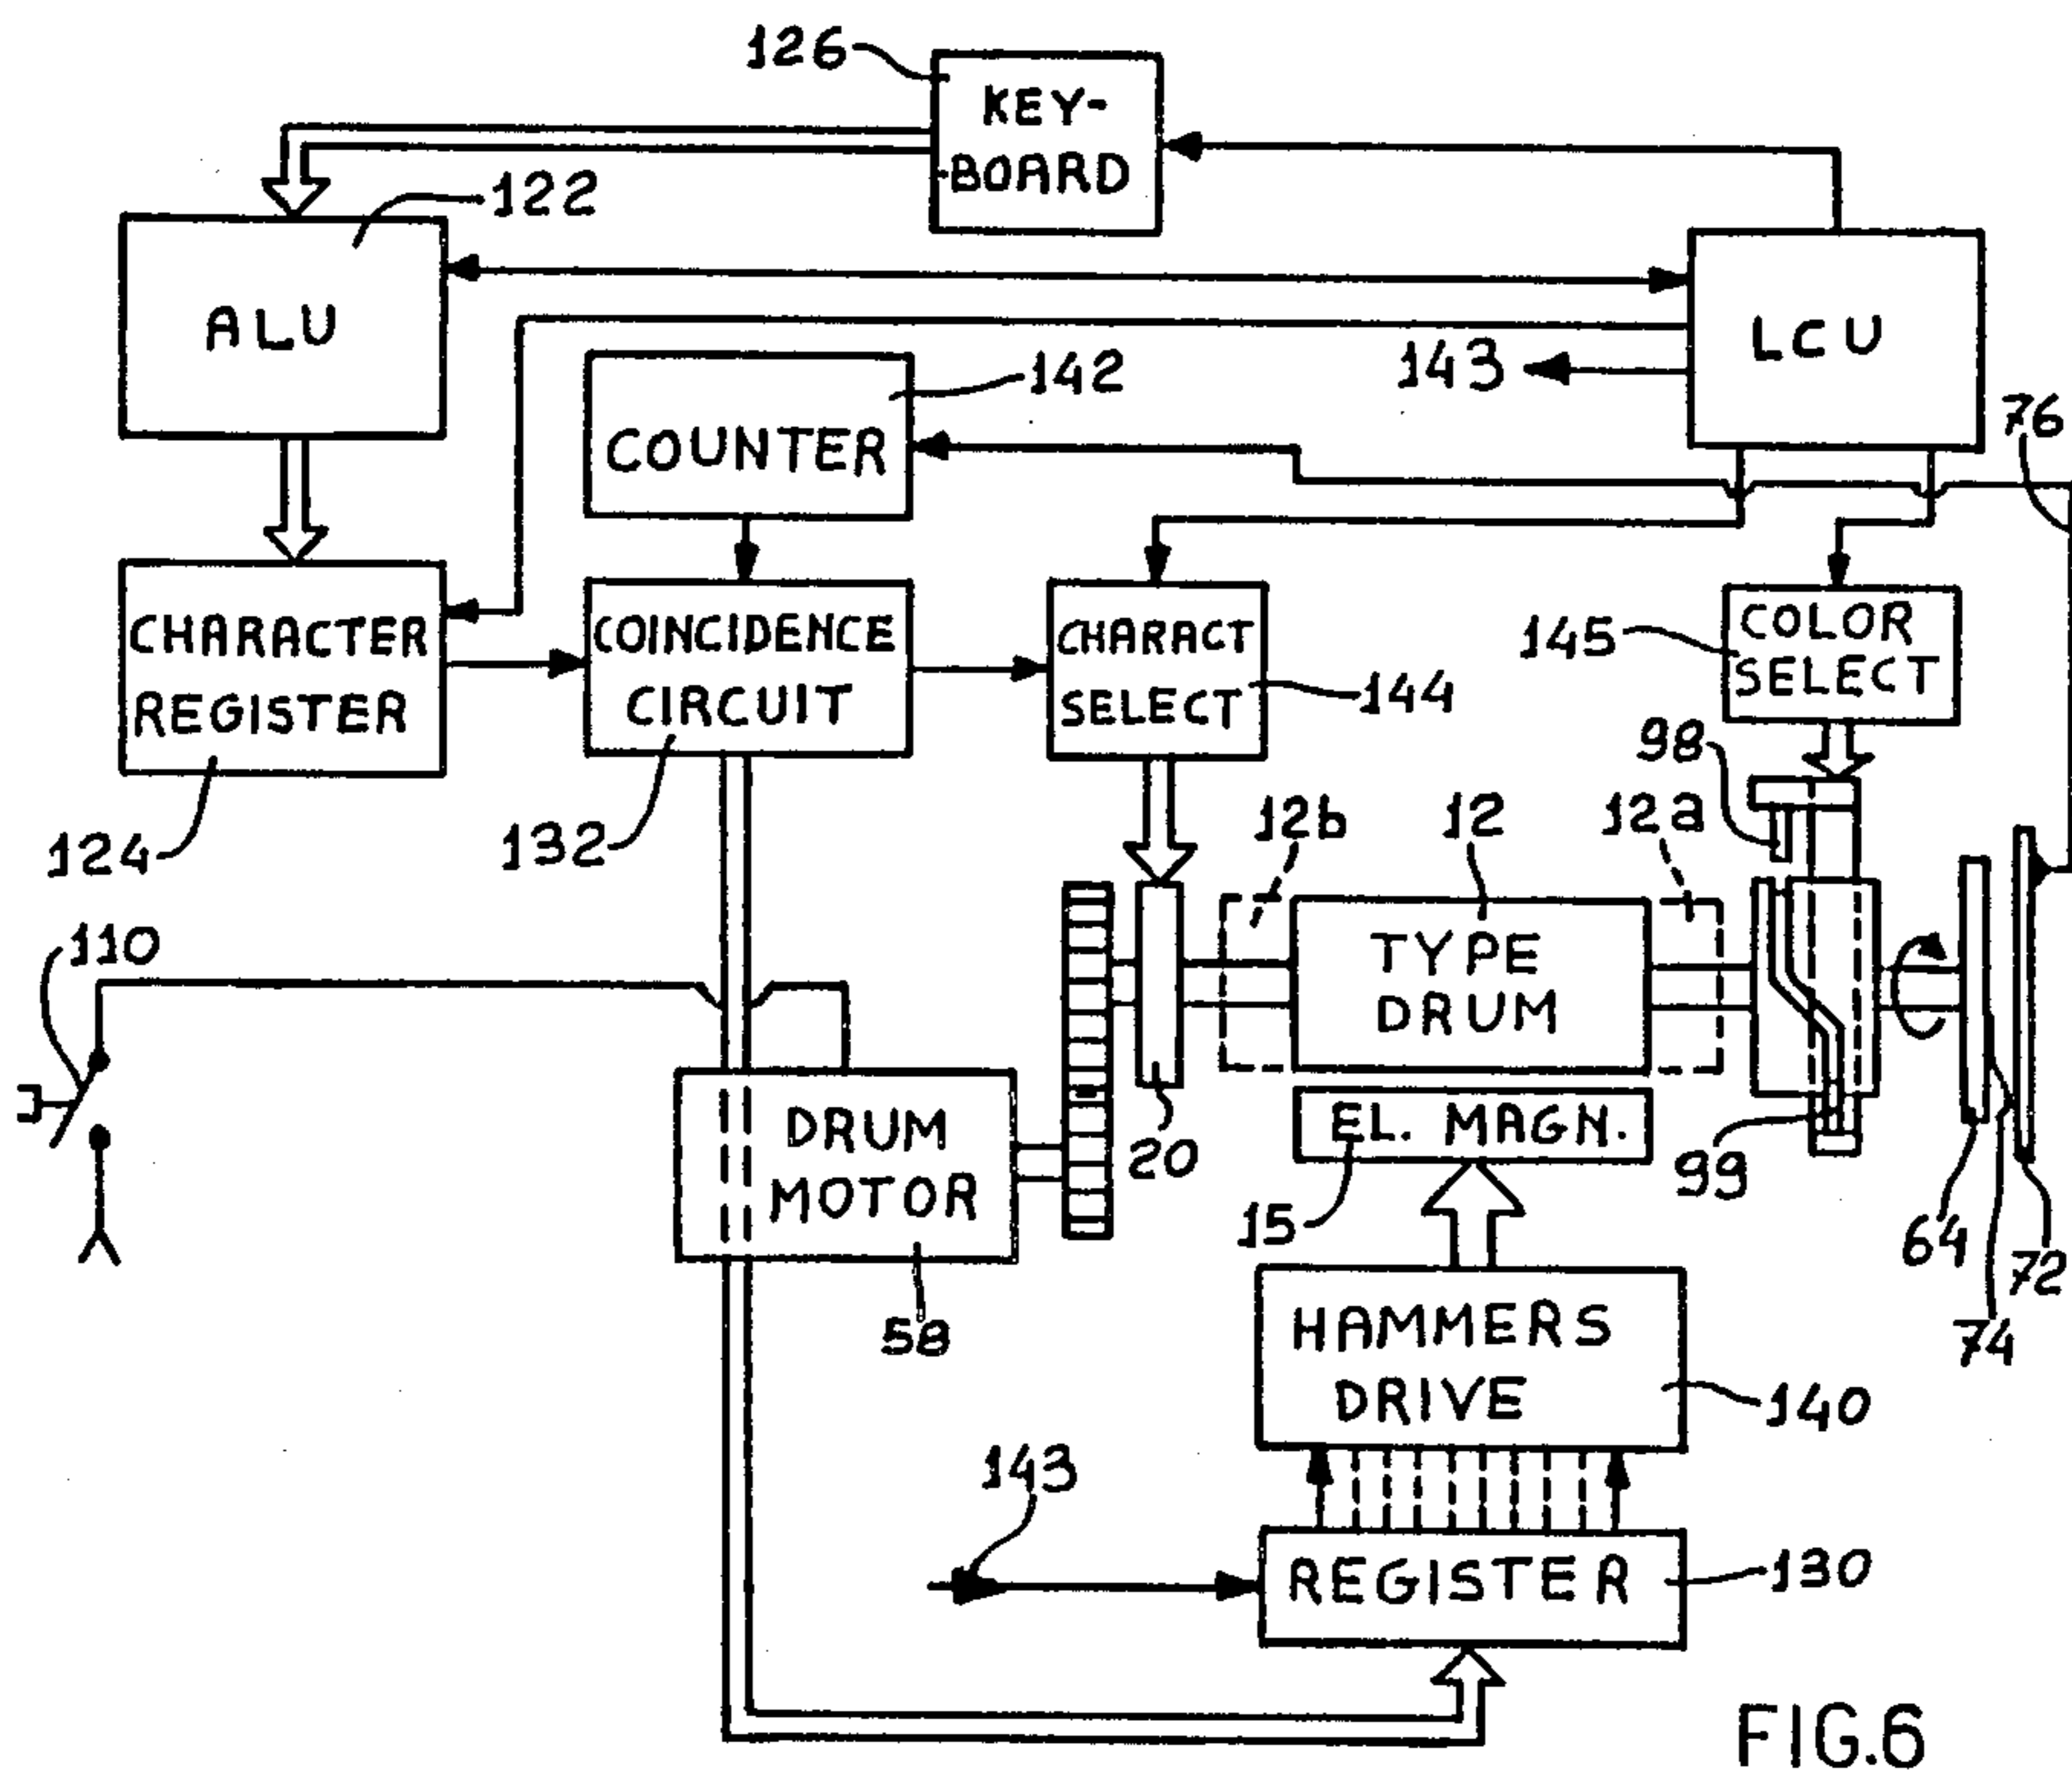 126
KEY-
-BOARD
122
ALU
LCU
143
142
COUNTER
76
CHARACTER
REGISTER
COINCIDENCE
CIRCUIT
CHARACT
SELECT
144
145
COLOR
SELECT
98
124
132
12b
12
12a
110
TYPE
DRUM
DRUM
MOTOR
20
EL. MAGN.
99
15
64
72
74
58
HAMMERS
DRIVE
140
143
REGISTER
130
FIG.6